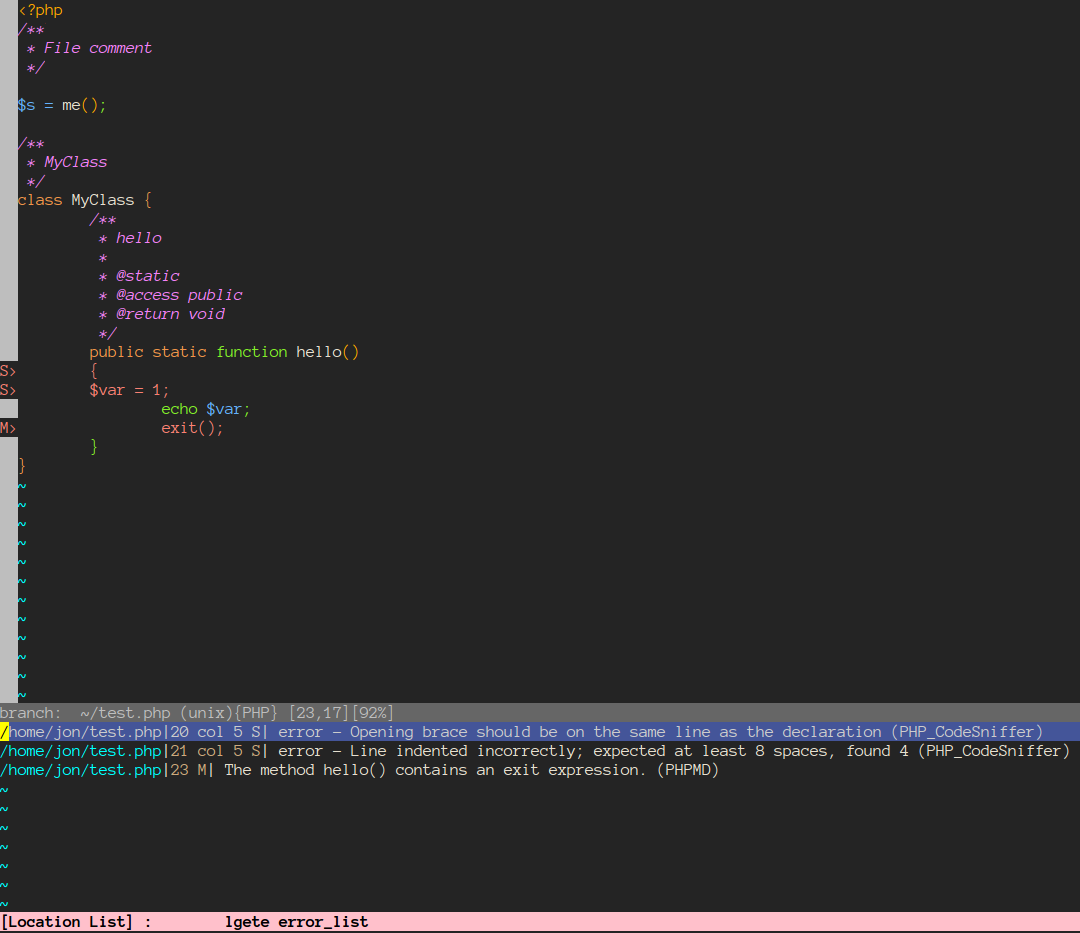 <?php
/**
 * File comment
 */

$s = me();

/**
 * MyClass
 */
class MyClass {
        /**
         * hello
         *
         * @static
         * @access public
         * @return void
         */
        public static function hello()
S>        {
S>        $var = 1;
                echo $var;
M>                exit();
        }
}
~
~
~
~
~
~
~
~
~
~
~
~
branch:  ~/test.php (unix){PHP} [23,17][92%]
/home/jon/test.php|20 col 5 S| error - Opening brace should be on the same line as the declaration (PHP_CodeSniffer)
/home/jon/test.php|21 col 5 S| error - Line indented incorrectly; expected at least 8 spaces, found 4 (PHP_CodeSniffer)
/home/jon/test.php|23 M| The method hello() contains an exit expression. (PHPMD)
~
~
~
~
~
~
~
[Location List] :        lgete error_list